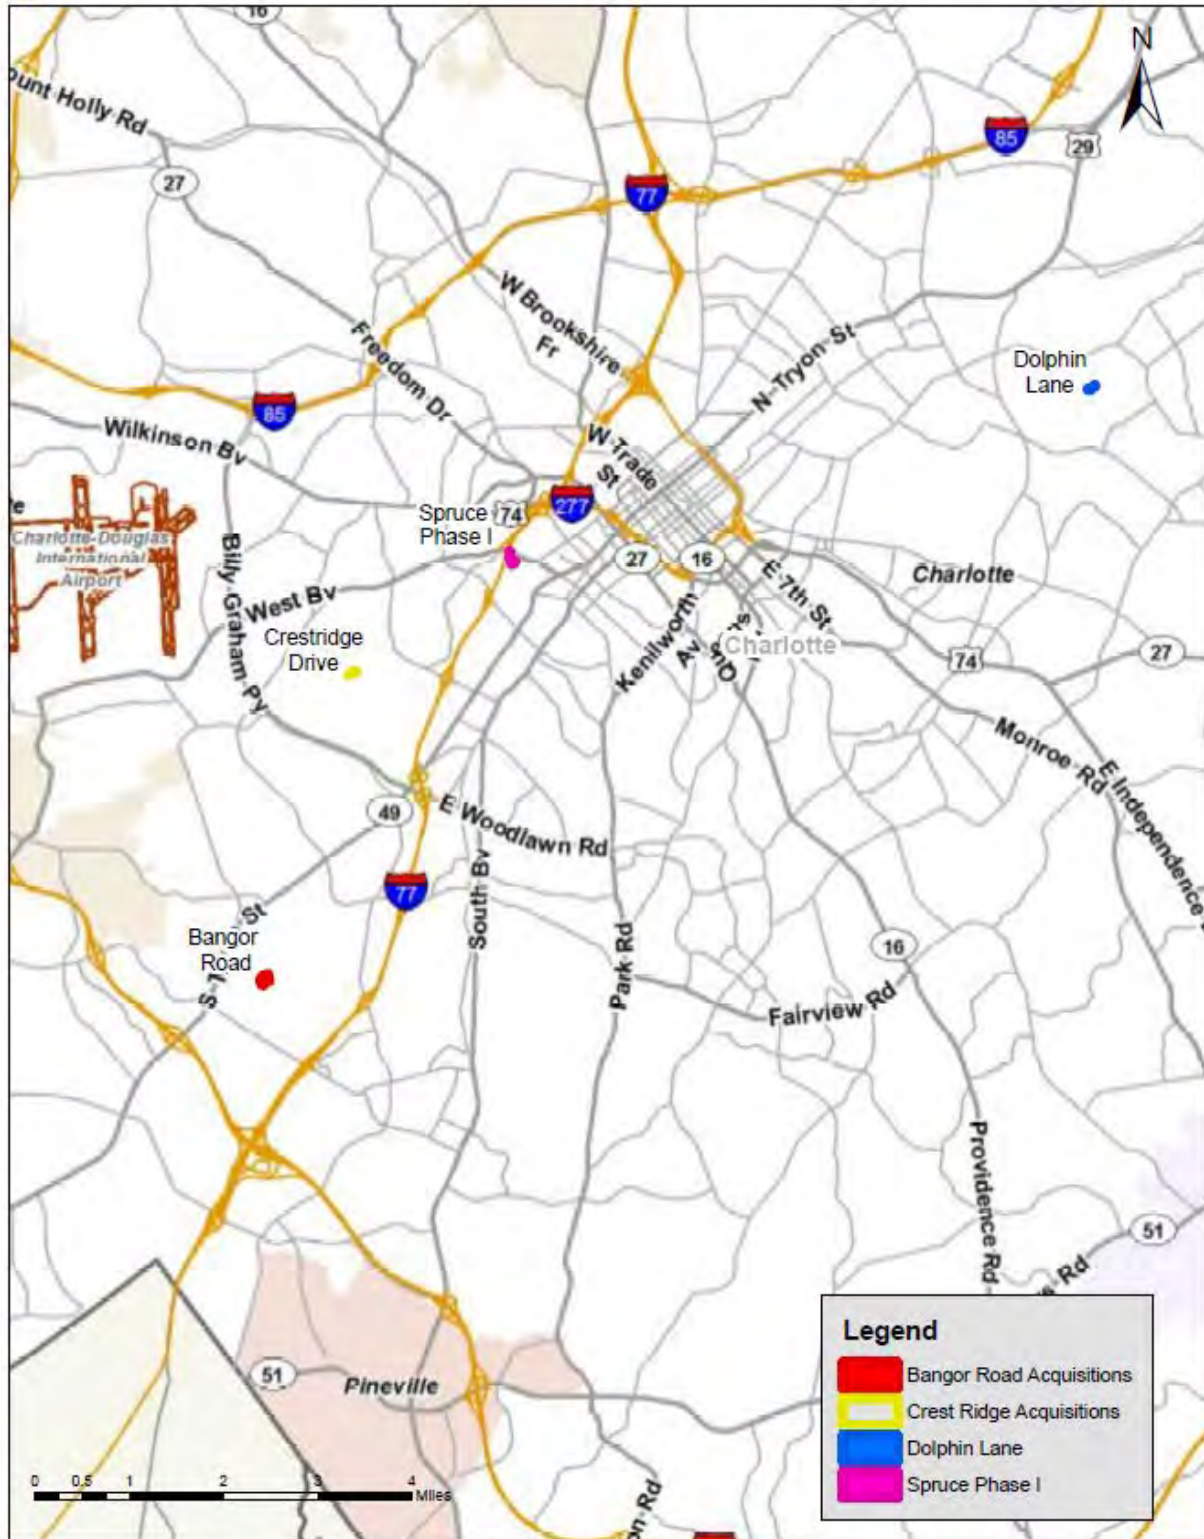 16
N
ount Holly Rd
85
29
27
77
W Brookshire
Fr
Freedom Dr
N Tryon St
Dolphin
Lane
85
Wilkinson Bv
W Trade
St
277
Spruce
Phase I
74
te
Charlotte-Douglas
International
Airport
Billy Graham Py
West Bv
27
16
E 7th St
Charlotte
Crestridge
Drive
Kenilworth
Av
Charlotte
74
27
Monroe Rd
E Independence
49
E Woodlawn Rd
77
South Bv
St
Bangor
Road
S
Park Rd
16
Fairview Rd
Providence Rd
51
s Rd
Legend
Bangor Road Acquisitions
Crest Ridge Acquisitions
Dolphin Lane
Spruce Phase I
51
Pineville
0 0.5 1 2 3 4
Miles
on Rd